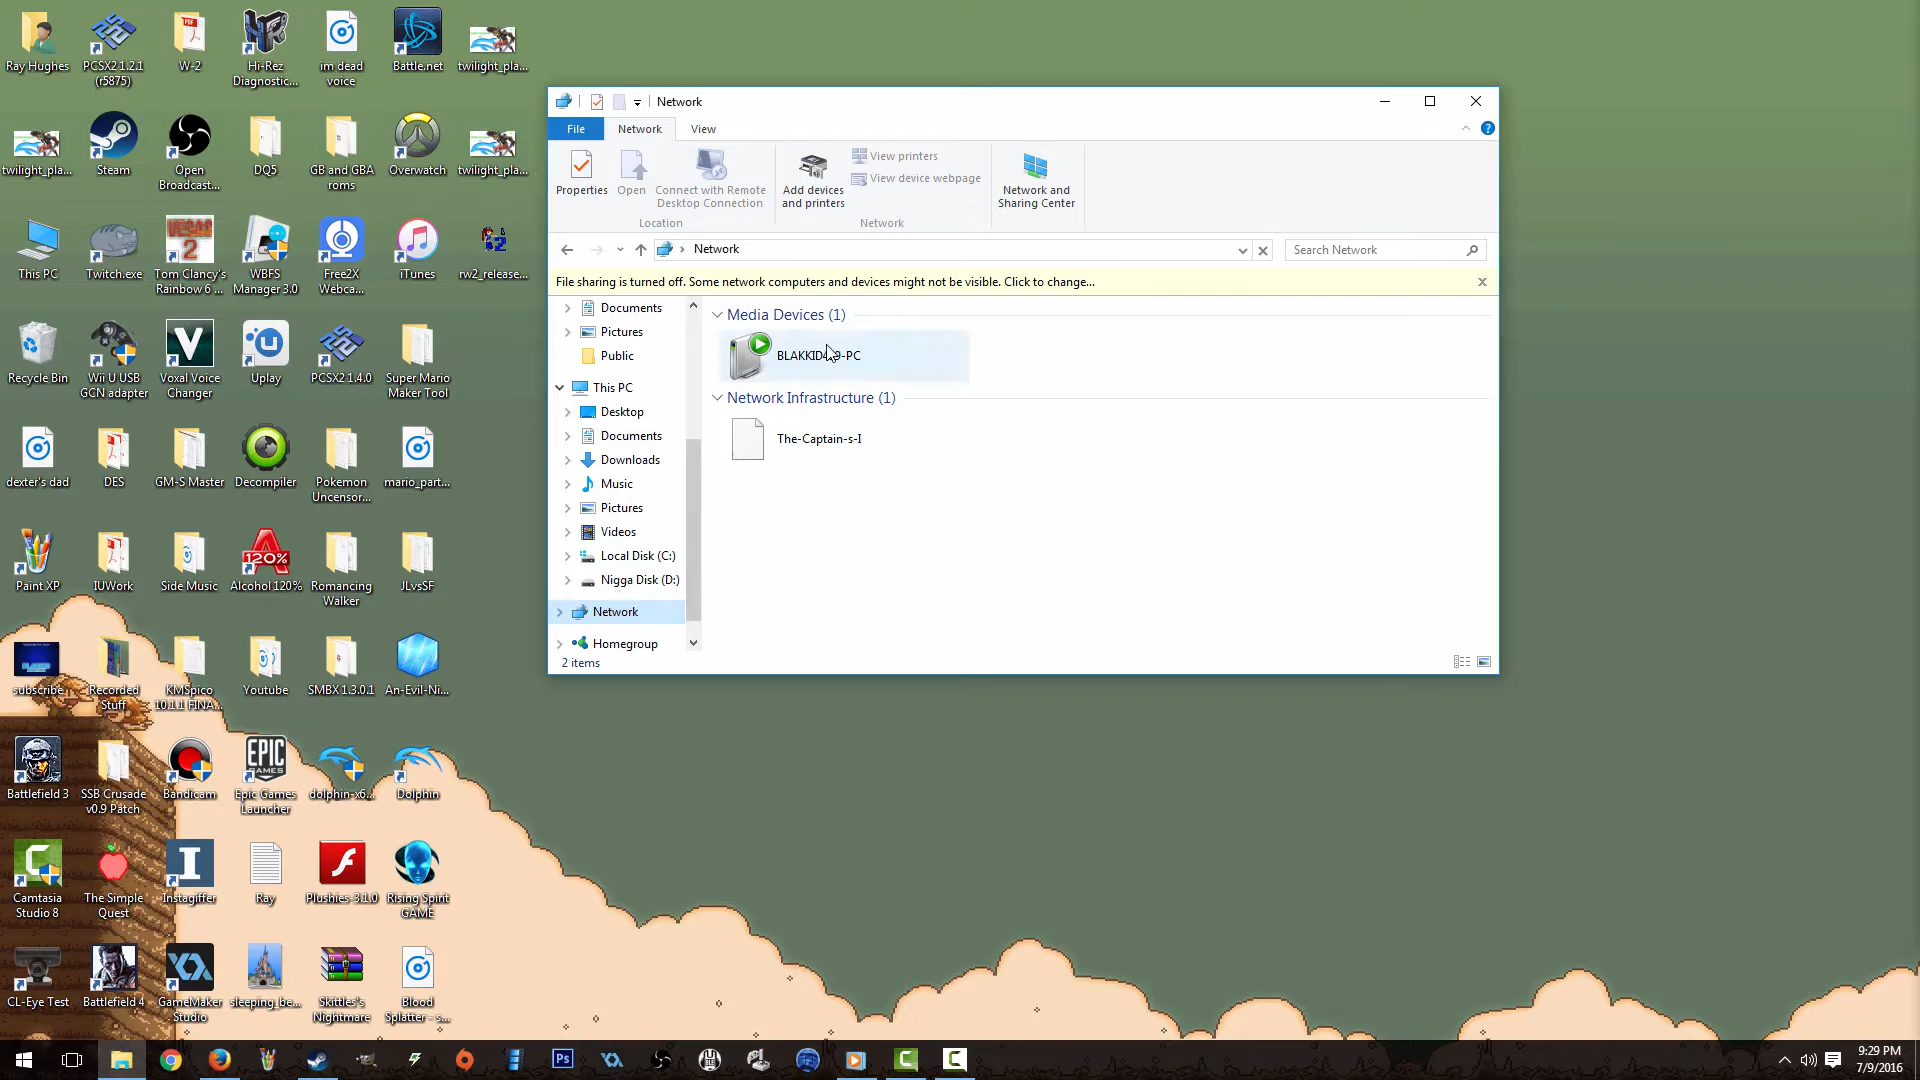 Ray Hughes
PCSX2 1.2.1
(r5875)
W-2
Hi-Rez
Diagnostic...
im dead
voice
Battle.net
twilight_pla...
twilight_pla...
Steam
Open
Broadcast...
DQ5
GB and GBA
roms
Overwatch
twilight_pla...
This PC
Twitch.exe
Tom Clancy's
Rainbow 6 ...
WBFS
Manager 3.0
Free2X
Webca...
iTunes
rw2_release...
Recycle Bin
Wii U USB
GCN adapter
Voxal Voice
Changer
Uplay
PCSX2 1.4.0
Super Mario
Maker Tool
dexter's dad
DES
GM-S Master
Decompiler
Pokemon
Uncensor...
mario_part...
Paint XP
IUWork
Side Music
Alcohol 120%
Romancing
Walker
JLvsSF
subscribe
Recorded
Stuff
KMSpico
10.1.1 FINA...
Youtube
SMBX 1.3.0.1
An-Evil-Ni...
Battlefield 3
SSB Crusade
v0.9 Patch
Bandicam
Epic Games
Launcher
dolphin-x6...
Dolphin
Camtasia
Studio 8
The Simple
Quest
Instagiffer
Ray
Plushies-3.1.0
Rising Spirit
GAME
CL-Eye Test
Battlefield 4
GameMaker
Studio
sleeping_be...
Skittles's
Nightmare
Blood
Splatter - s...
Network
File
Network
View
Properties
Open
Connect with Remote
Desktop Connection
Location
Add devices
and printers
View printers
View device webpage
Network
Network and
Sharing Center
Network
Search Network
File sharing is turned off. Some network computers and devices might not be visible. Click to change...
Documents
Pictures
Public
This PC
Desktop
Documents
Downloads
Music
Pictures
Videos
Local Disk (C:)
Nigga Disk (D:)
Network
Homegroup
Media Devices (1)
Network Infrastructure (1)
The-Captain-s-I
2 items
9:29 PM
7/9/2016